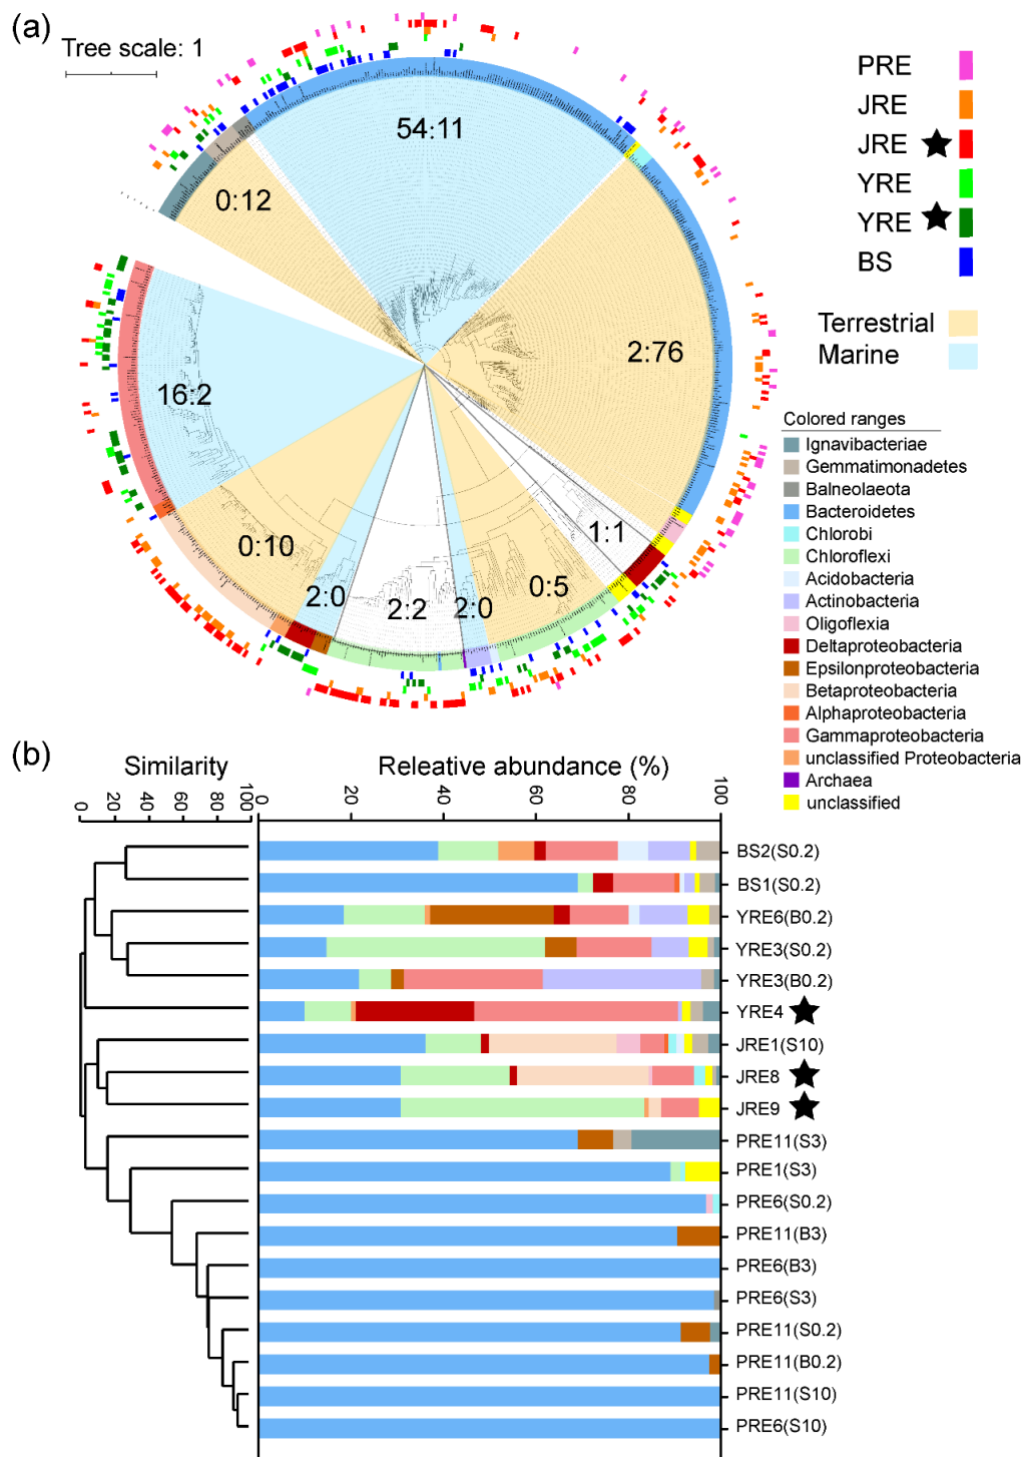 (a)
Tree scale: 1
54:11
0:12
2:76
16:2
1:1
0:10
0:5
2:0
2:2
2:0
PRE
JRE
JRE
YRE
YRE
BS
Terrestrial
Marine
Colored ranges
Ignavibacteriae
Gemmatimonadetes
Balneolaeota
Bacteroidetes
Chlorobi
Chloroflexi
Acidobacteria
Actinobacteria
Oligoflexia
Deltaproteobacteria
Epsilonproteobacteria
Betaproteobacteria
Alphaproteobacteria
Gammaproteobacteria
unclassified Proteobacteria
Archaea
unclassified
(b)
Similarity
Releative abundance (%)
0 20 40 60 80 100
0 20 40 60 80 100
BS2(S0.2)
BS1(S0.2)
YRE6(B0.2)
YRE3(S0.2)
YRE3(B0.2)
YRE4
JRE1(S10)
JRE8
JRE9
PRE11(S3)
PRE1(S3)
PRE6(S0.2)
PRE11(B3)
PRE6(B3)
PRE6(S3)
PRE11(S0.2)
PRE11(B0.2)
PRE11(S10)
PRE6(S10)